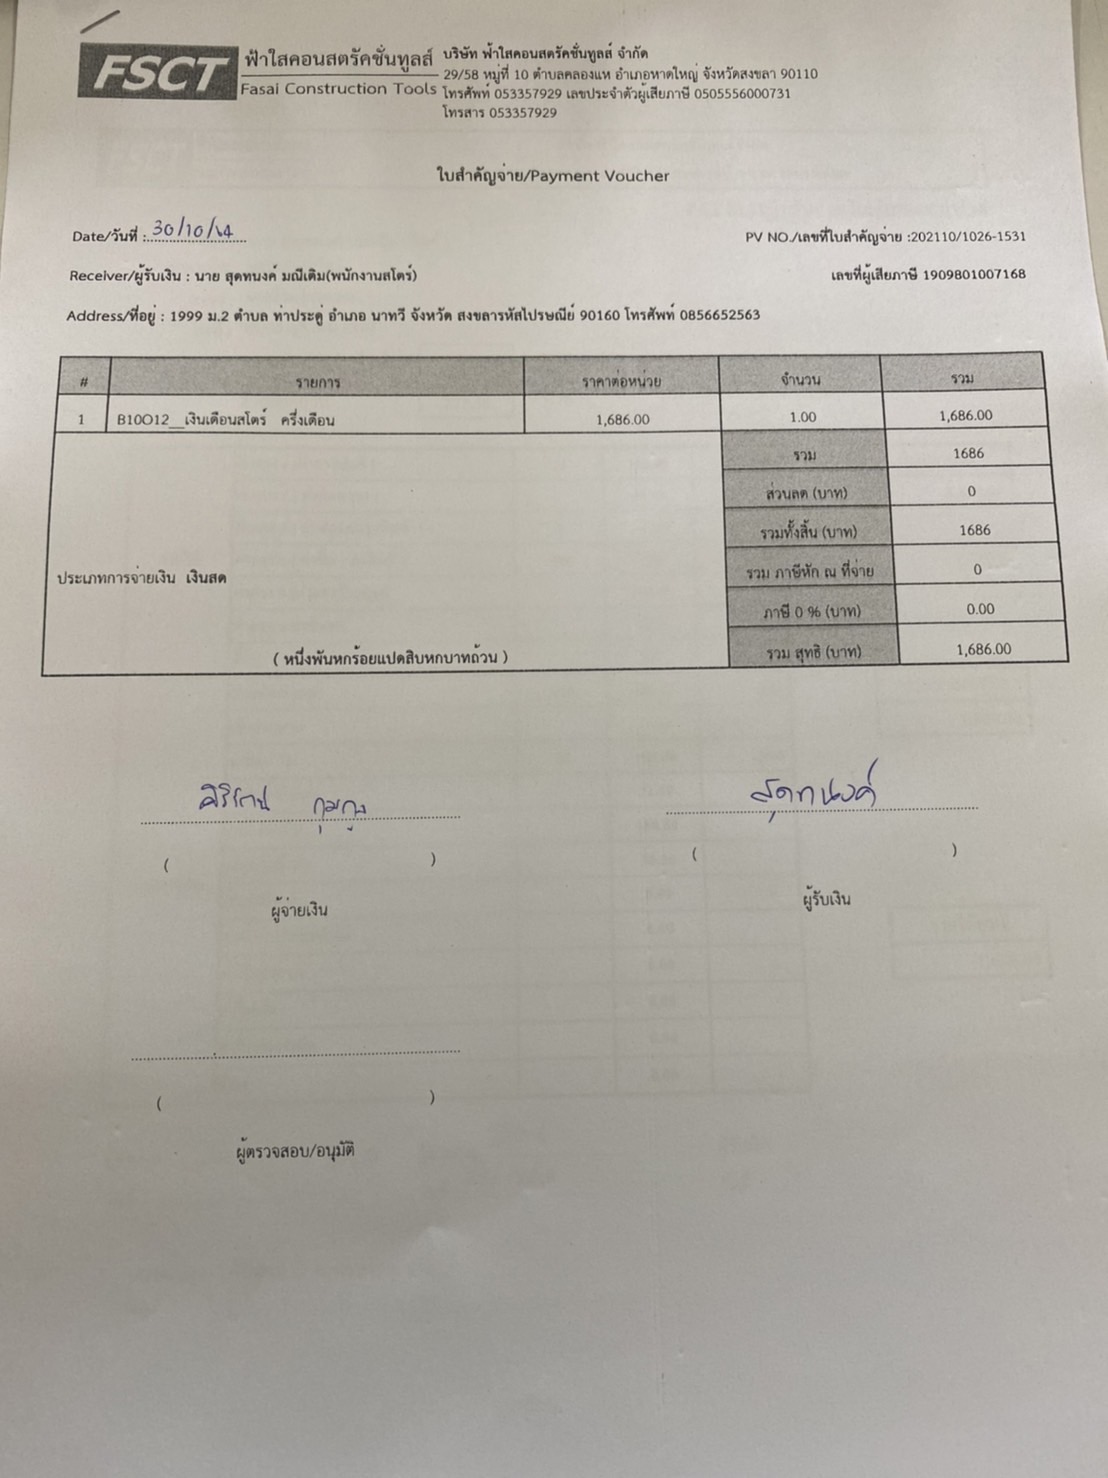 FSCT
ฟ้าใสคอนสตรัคชั่นทูลส์
Fasai Construction Tools
บริษัท ฟ้าใสคอนสตรัคชั่นทูลส์ จำกัด
29/58 หมู่ที่ 10 ตำบลคลองแห อำเภอหาดใหญ่ จังหวัดสงขลา 90110
โทรศัพท์ 053357929 เลขประจำตัวผู้เสียภาษี 0505556000731
โทรสาร 053357929
ใบสำคัญจ่าย/Payment Voucher
Date/วันที่ : 30/10/64 PV NO./เลขที่ใบสำคัญจ่าย :202110/1026-1531
Receiver/ผู้รับเงิน : นาย สุดทนงค์ มณีเดิม(พนักงานสโตร์) เลขที่ผู้เสียภาษี 1909801007168
Address/ที่อยู่ : 1999 ม.2 ตำบล ท่าประดู่ อำเภอ นาทวี จังหวัด สงขลารหัสไปรษณีย์ 90160 โทรศัพท์ 0856652563
# รายการ ราคาต่อหน่วย จำนวน รวม
1 B10O12__เงินเดือนสโตร์ ครึ่งเดือน 1,686.00 1.00 1,686.00
รวม 1686
ส่วนลด (บาท) 0
รวมทั้งสิ้น (บาท) 1686
ประเภทการจ่ายเงิน เงินสด รวม ภาษีหัก ณ ที่จ่าย 0
ภาษี 0 % (บาท) 0.00
( หนึ่งพันหกร้อยแปดสิบหกบาทถ้วน ) รวม สุทธิ (บาท) 1,686.00
สุดทนงค์
( ) ( )
ผู้จ่ายเงิน ผู้รับเงิน
( )
ผู้ตรวจสอบ/อนุมัติ